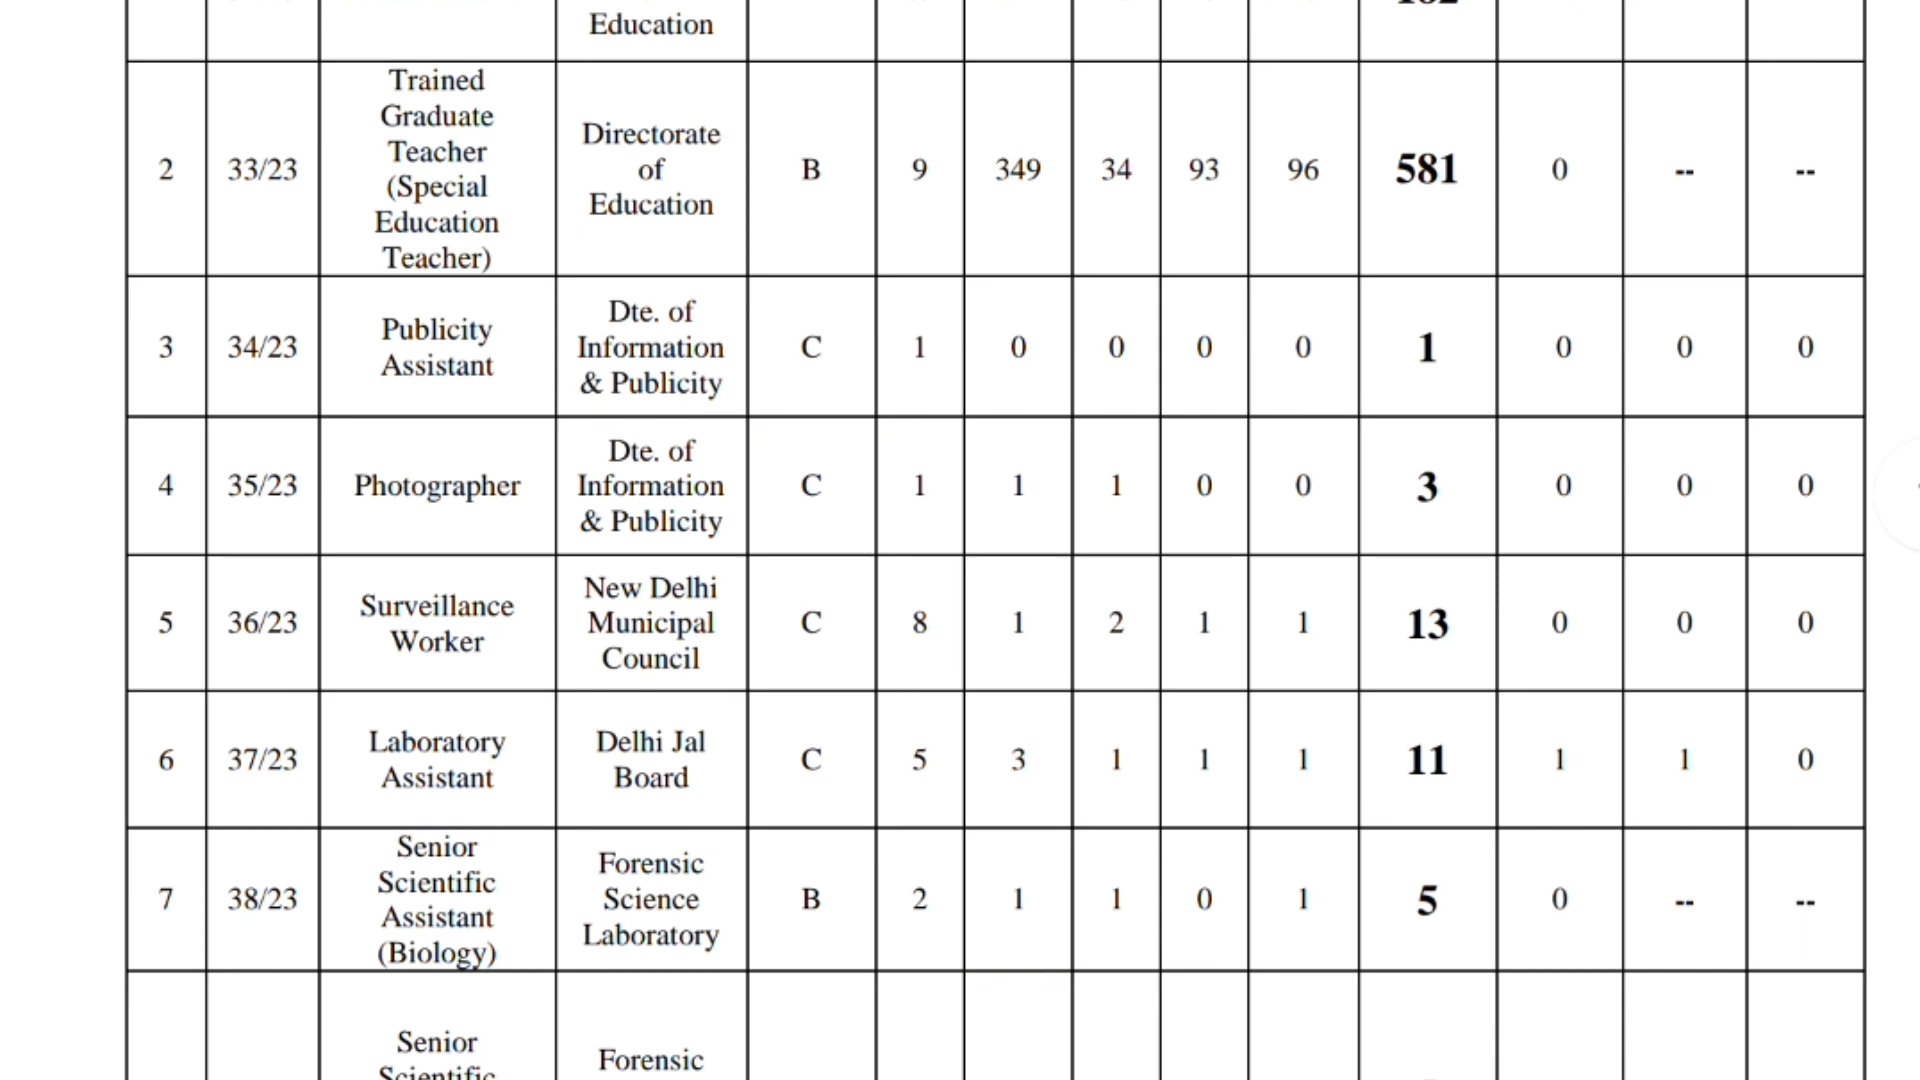 Education
2 33/23 Trained Graduate Teacher (Special Education Teacher) Directorate of Education B 9 349 34 93 96 581 0 -- --
3 34/23 Publicity Assistant Dte. of Information & Publicity C 1 0 0 0 0 1 0 0 0
4 35/23 Photographer Dte. of Information & Publicity C 1 1 1 0 0 3 0 0 0
5 36/23 Surveillance Worker New Delhi Municipal Council C 8 1 2 1 1 13 0 0 0
6 37/23 Laboratory Assistant Delhi Jal Board C 5 3 1 1 1 11 1 1 0
7 38/23 Senior Scientific Assistant (Biology) Forensic Science Laboratory B 2 1 1 0 1 5 0 -- --
Senior Scientific Forensic